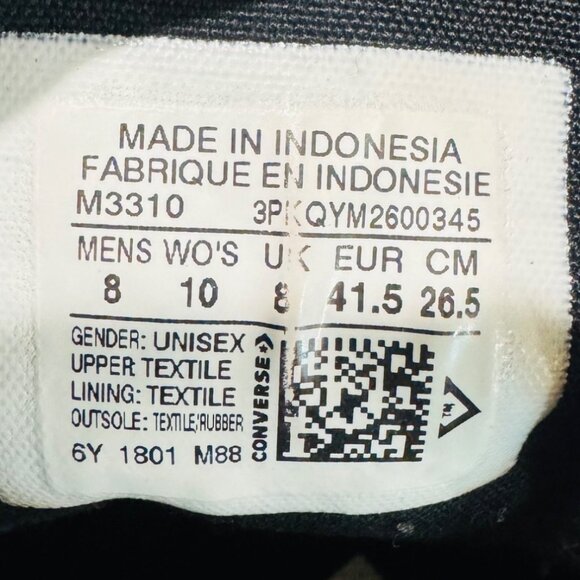 MADE IN INDONESIA
FABRIQUE EN INDONESIE
M3310 3PKQYM2600345
MENS WO'S UK EUR CM
8 10 8 41.5 26.5
GENDER: UNISEX
UPPER: TEXTILE
LINING: TEXTILE
OUTSOLE: TEXTILE/RUBBER
6Y 1801 M88
CONVERSE
TM